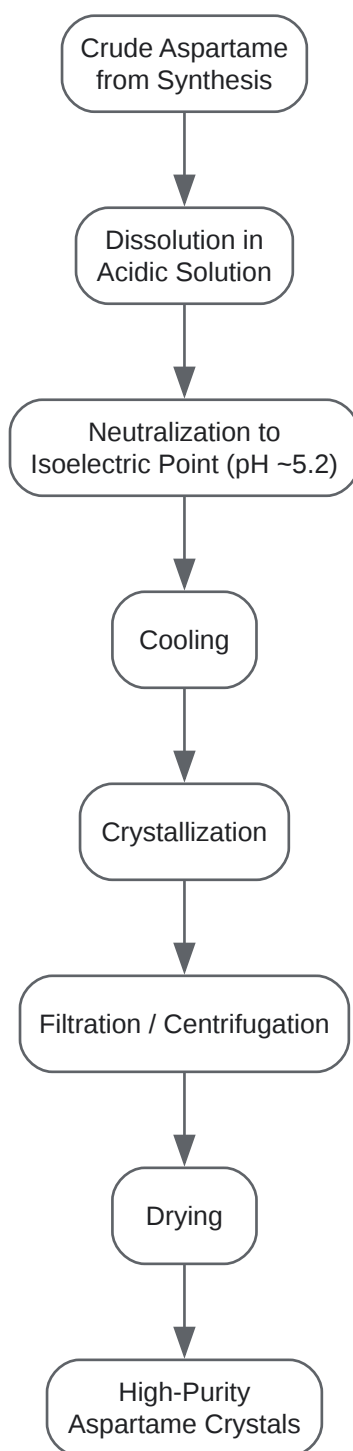 Crude Aspartame
from Synthesis
Dissolution in
Acidic Solution
Neutralization to
Isoelectric Point (pH ~5.2)
Cooling
Crystallization
Filtration / Centrifugation
Drying
High-Purity
Aspartame Crystals